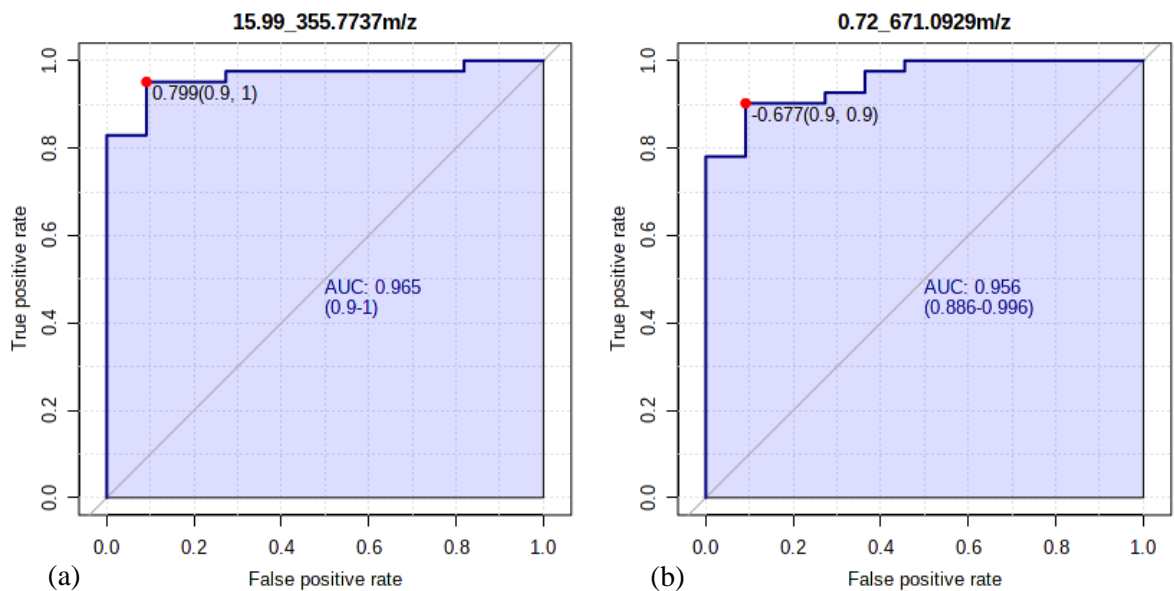 15.99_355.7737m/z
True positive rate
1.0
0.8
0.6
0.4
0.2
0.0
0.799(0.9, 1)
AUC: 0.965
(0.9-1)
0.0 0.2 0.4 0.6 0.8 1.0
False positive rate
(a)
0.72_671.0929m/z
True positive rate
1.0
0.8
0.6
0.4
0.2
0.0
-0.677(0.9, 0.9)
AUC: 0.956
(0.886-0.996)
0.0 0.2 0.4 0.6 0.8 1.0
False positive rate
(b)